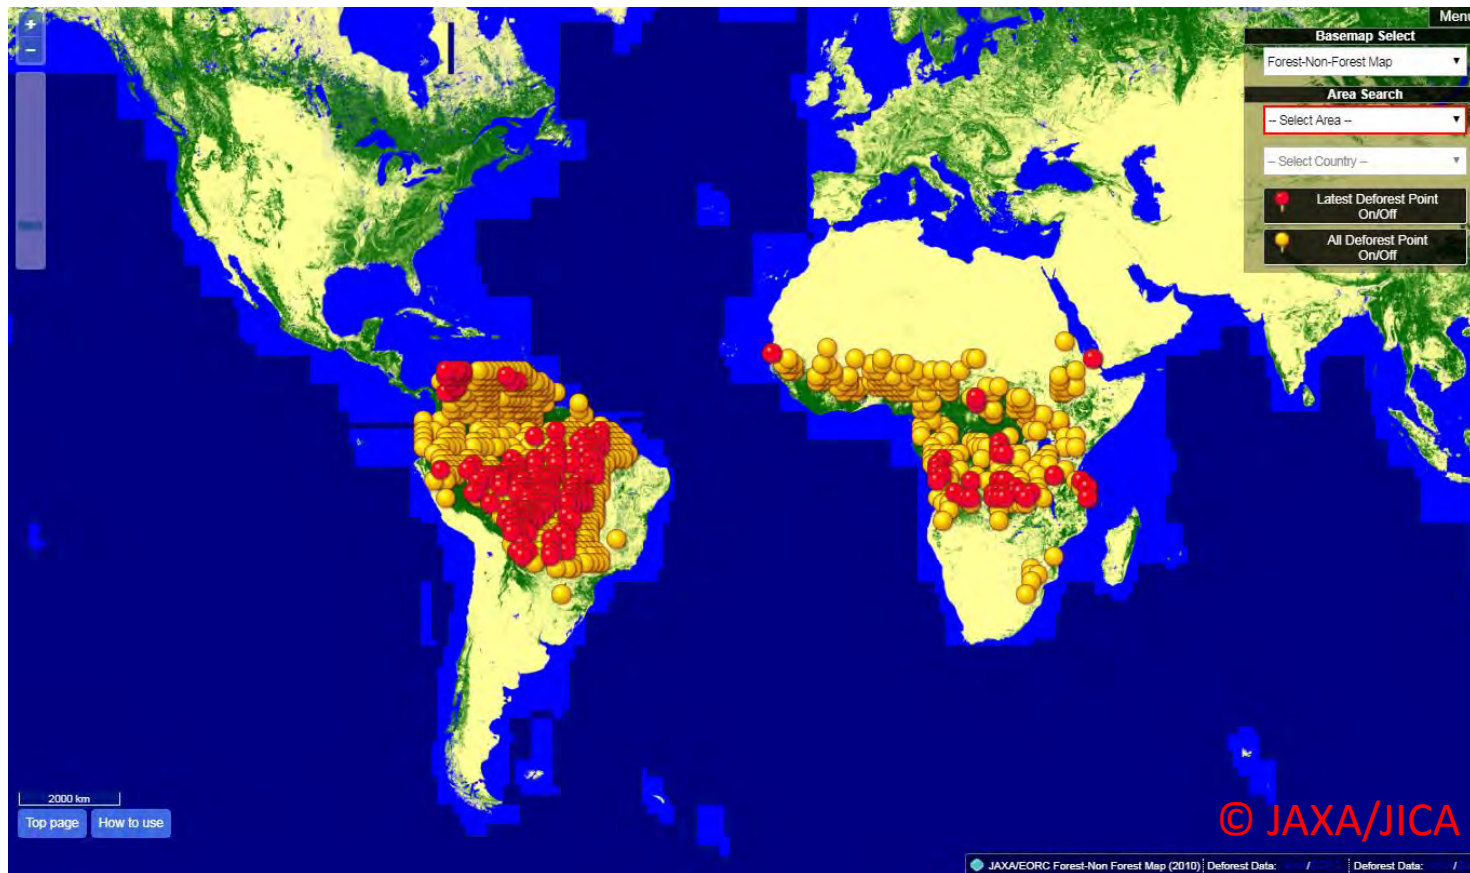 +
Menu
−
Basemap Select
Forest-Non-Forest Map
Area Search
-- Select Area --
-- Select Country --
Latest Deforest Point
On/Off
All Deforest Point
On/Off
2000 km
Top page
How to use
© JAXA/JICA
JAXA/EORC Forest-Non Forest Map (2010)
Deforest Data: /
Deforest Data: /